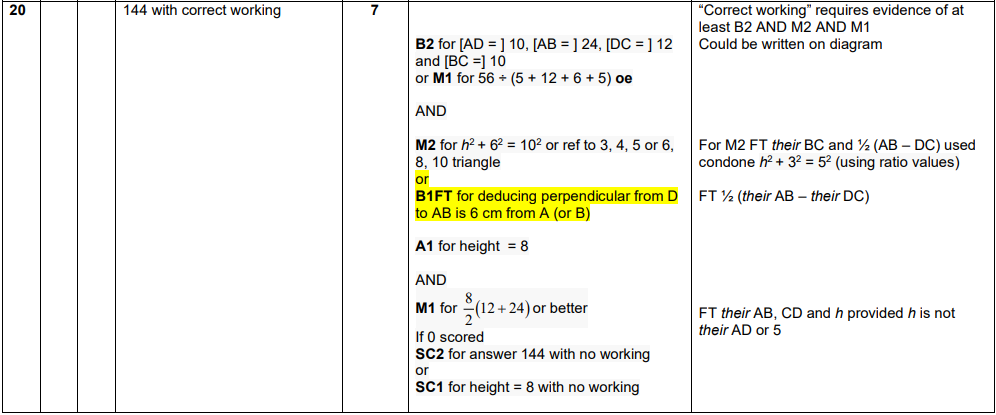 20 144 with correct working 7 "Correct working" requires evidence of at
least B2 AND M2 AND M1
B2 for [AD = ] 10, [AB = ] 24, [DC = ] 12 Could be written on diagram
and [BC =] 10
or M1 for 56 ÷ (5 + 12 + 6 + 5) oe
AND
M2 for h² + 6² = 10² or ref to 3, 4, 5 or 6, For M2 FT their BC and ½ (AB – DC) used
8, 10 triangle condone h² + 3² = 5² (using ratio values)
or
B1FT for deducing perpendicular from D FT ½ (their AB – their DC)
to AB is 6 cm from A (or B)
A1 for height = 8
AND
M1 for 8/2 (12 + 24) or better FT their AB, CD and h provided h is not
If 0 scored their AD or 5
SC2 for answer 144 with no working
or
SC1 for height = 8 with no working